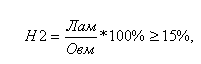 Н2 = Лам / Овм * 100% ≥ 15%,